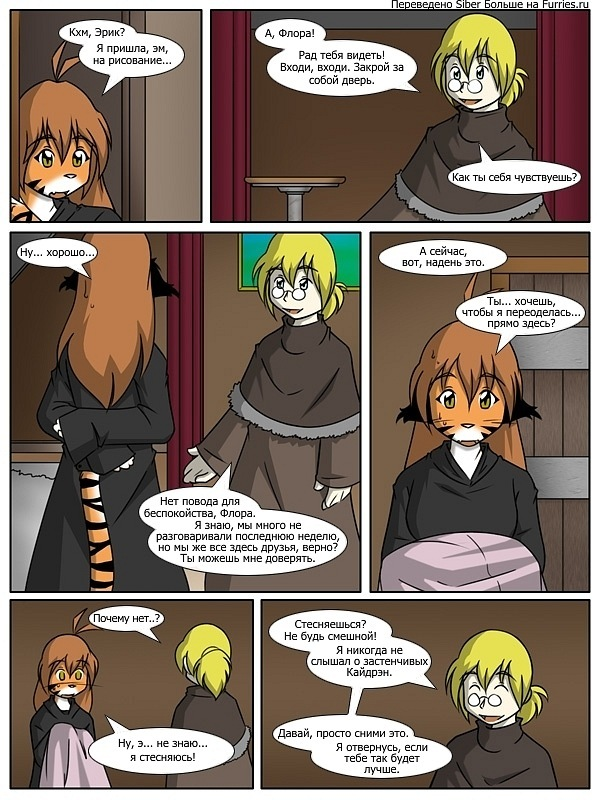 Переведено Siber Больше на Furries.ru
Кхм, Эрик?
Я пришла, эм,
на рисование...
А, Флора!
Рад тебя видеть!
Входи, входи. Закрой за
собой дверь.
Как ты себя чувствуешь?
Ну... хорошо...
Нет повода для
беспокойства, Флора.
Я знаю, мы много не
разговаривали последнюю неделю,
но мы же все здесь друзья, верно?
Ты можешь мне доверять.
А сейчас,
вот, надень это.
Ты... хочешь,
чтобы я переоделась...
прямо здесь?
Почему нет..?
Ну, э... не знаю...
я стесняюсь!
Стесняешься?
Не будь смешной!
Я никогда не
слышал о застенчивых
Кайдрэн.
Давай, просто сними это.
Я отвернусь, если
тебе так будет
лучше.